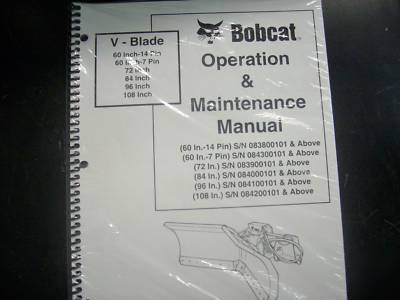 V - Blade
60 Inch-14 Pin
60 Inch-7 Pin
72 Inch
84 Inch
96 Inch
108 Inch
Bobcat
Operation
&
Maintenance
Manual
(60 In.-14 Pin) S/N 083800101 & Above
(60 In.-7 Pin) S/N 084300101 & Above
(72 In.) S/N 083900101 & Above
(84 In.) S/N 084000101 & Above
(96 In.) S/N 084100101 & Above
(108 In.) S/N 084200101 & Above